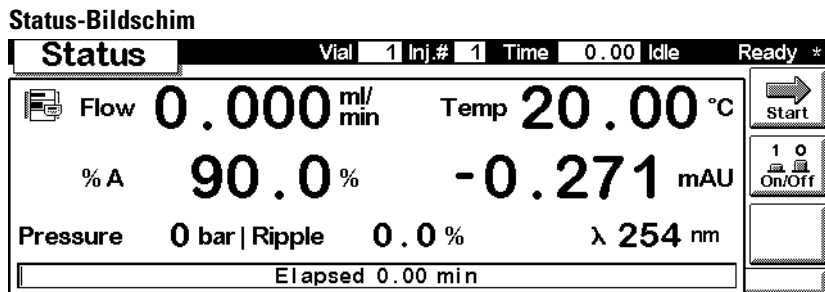 Status-Bildschim
Status Vial 1 Inj.# 1 Time 0.00 Idle Ready *
Flow 0.000 ml/min Temp 20.00 °C
Start
% A 90.0 % -0.271 mAU
1 0
On/Off
Pressure 0 bar | Ripple 0.0 % λ 254 nm
Elapsed 0.00 min